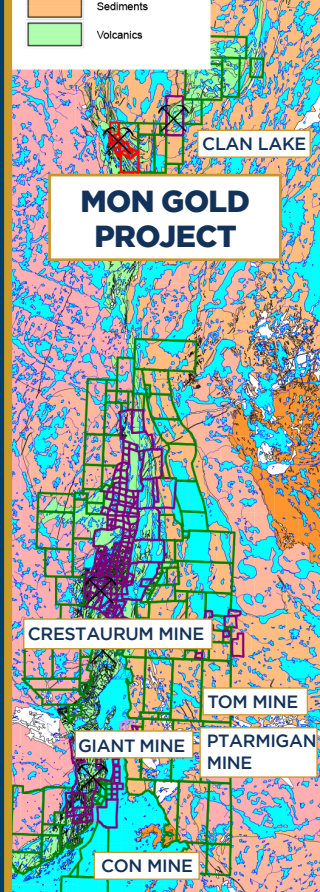 Sediments
Volcanics
CLAN LAKE
MON GOLD
PROJECT
CRESTAURUM MINE
TOM MINE
GIANT MINE
PTARMIGAN
MINE
CON MINE